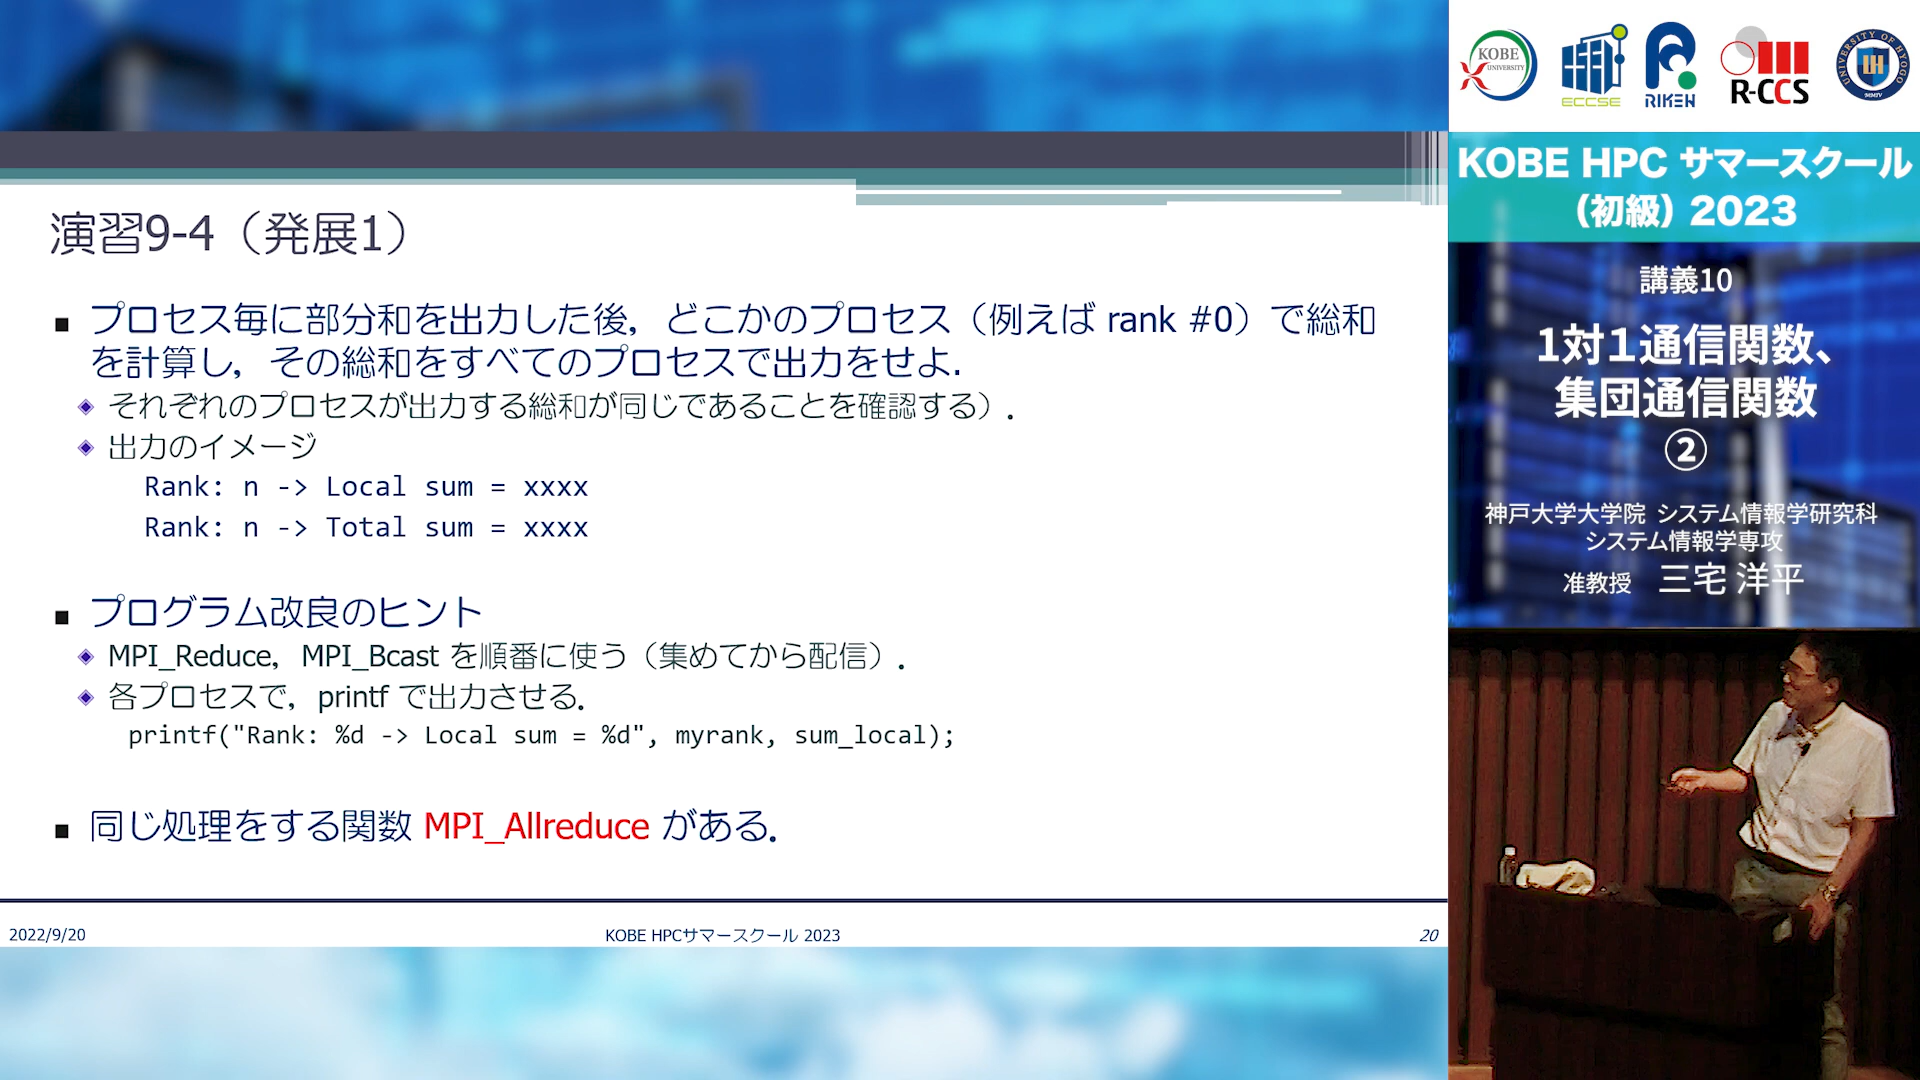 演習9-4（発展1）
プロセス毎に部分和を出力した後，どこかのプロセス（例えば rank #0）で総和
を計算し，その総和をすべてのプロセスで出力をせよ.
それぞれのプロセスが出力する総和が同じであることを確認する）．
出力のイメージ
Rank: n -> Local sum = xxxx
Rank: n -> Total sum = xxxx
プログラム改良のヒント
MPI_Reduce，MPI_Bcast を順番に使う（集めてから配信）．
各プロセスで，printf で出力させる．
printf("Rank: %d -> Local sum = %d", myrank, sum_local);
同じ処理をする関数 MPI_Allreduce がある．
2022/9/20
KOBE HPCサマースクール 2023
20
KOBE
UNIVERSITY
ECCSE
RIKEN
R-CCS
UNIVERSITY OF HYOGO
KOBE HPC サマースクール
（初級）2023
講義10
1対１通信関数、
集団通信関数
②
神戸大学大学院 システム情報学研究科
システム情報学専攻
准教授 三宅 洋平